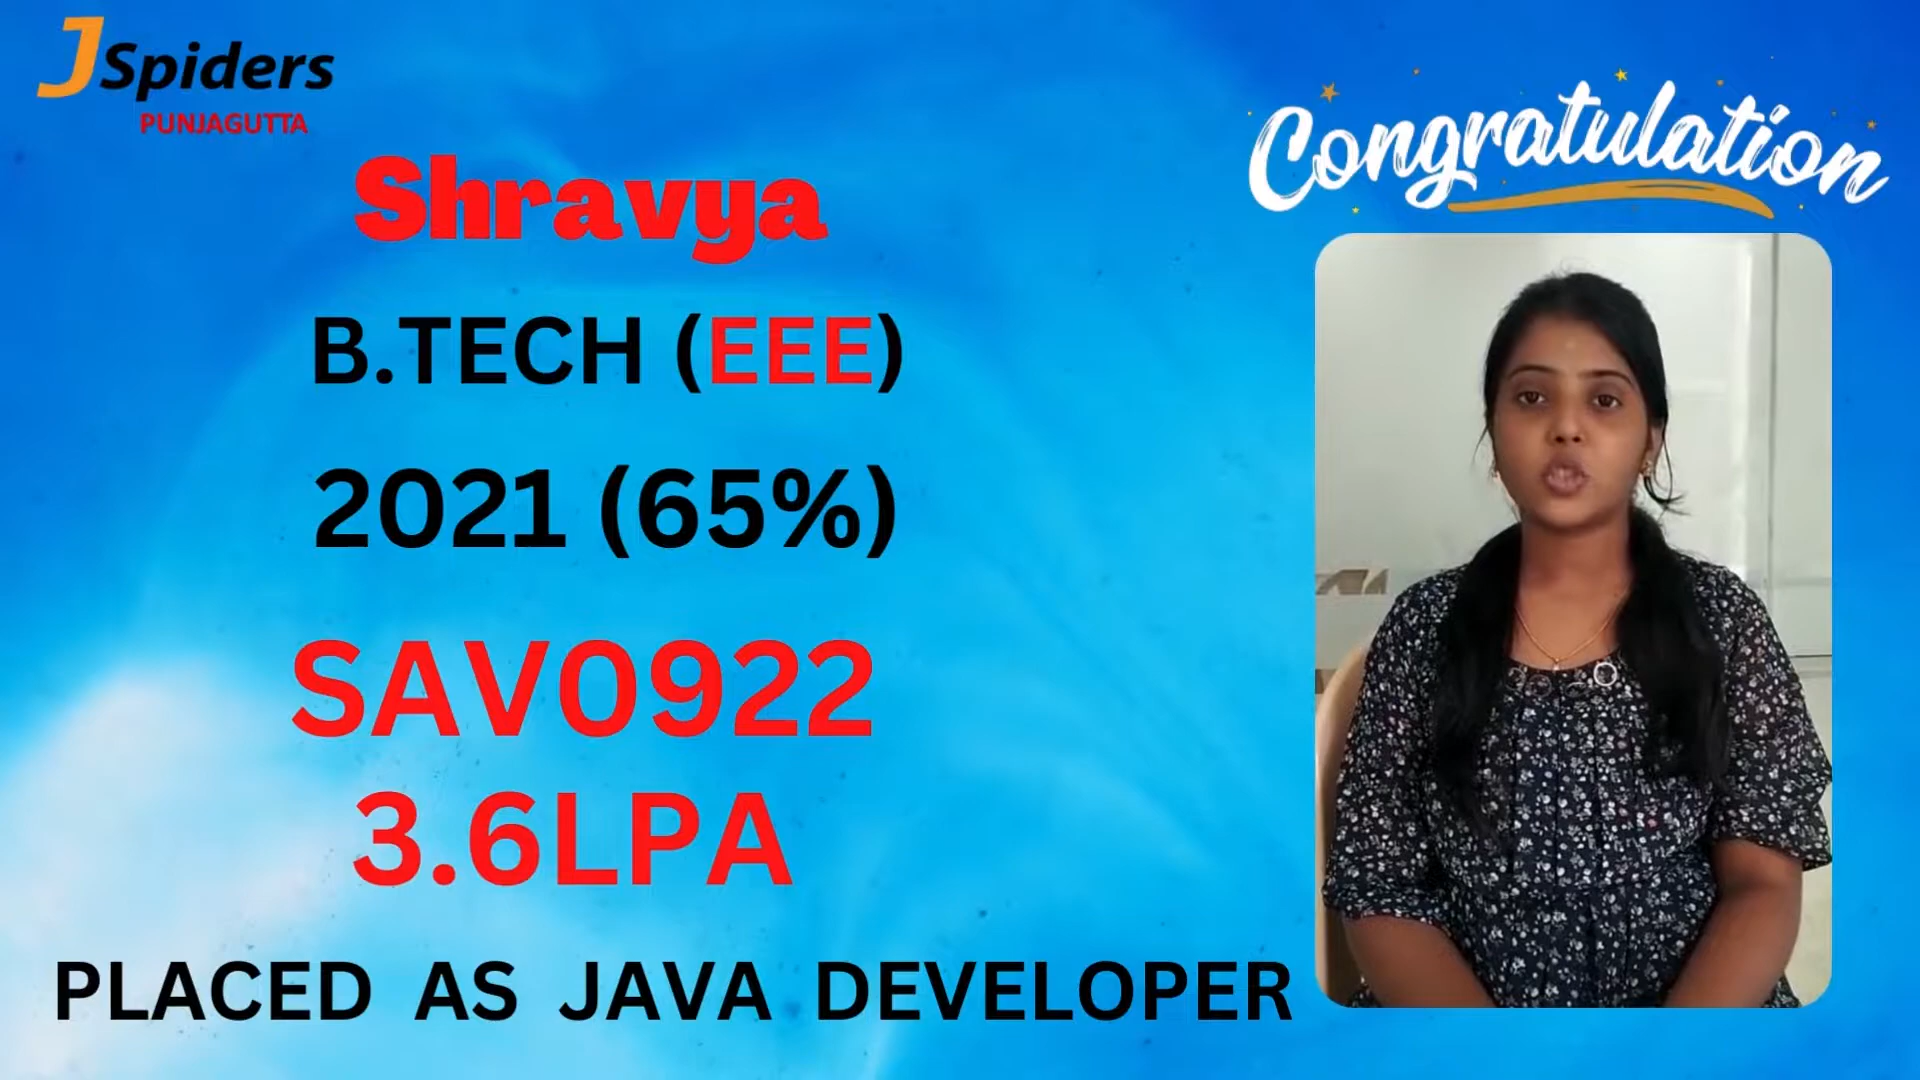 JSpiders
PUNJAGUTTA
Congratulation
Shravya
B.TECH (EEE)
2021 (65%)
SAV0922
3.6LPA
PLACED AS JAVA DEVELOPER